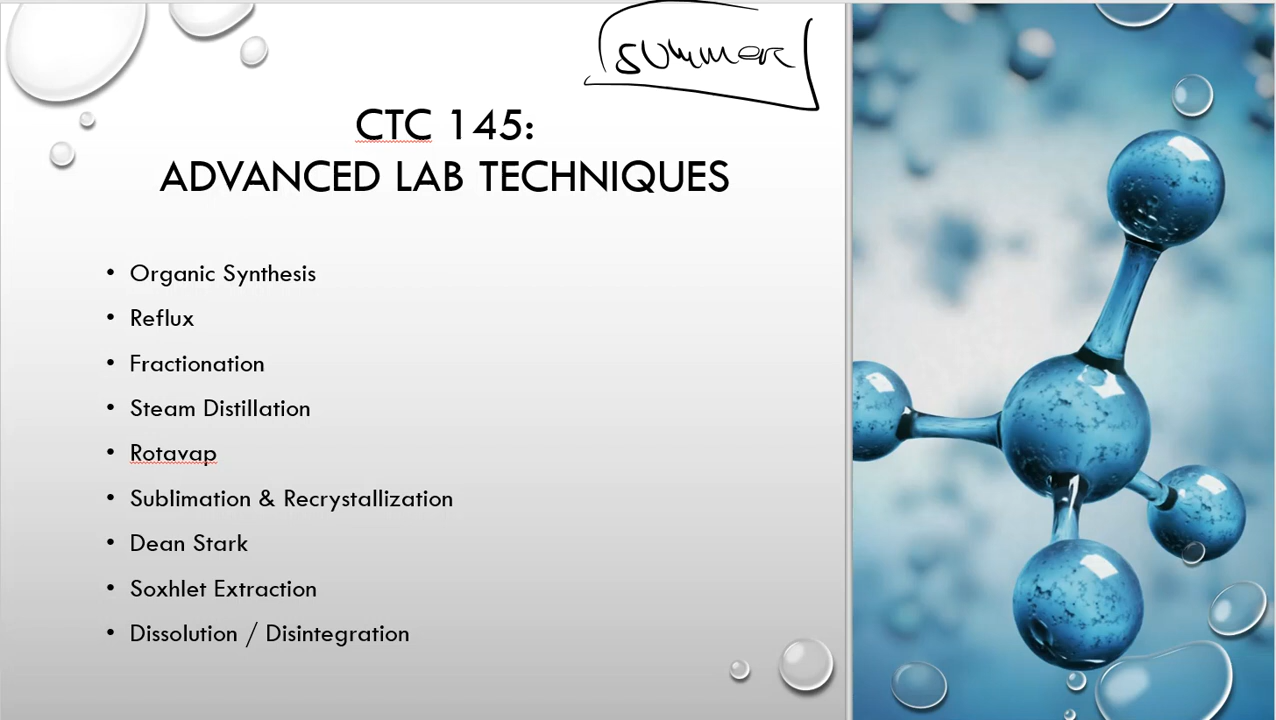 summer
CTC 145:
ADVANCED LAB TECHNIQUES
• Organic Synthesis
• Reflux
• Fractionation
• Steam Distillation
• Rotavap
• Sublimation & Recrystallization
• Dean Stark
• Soxhlet Extraction
• Dissolution / Disintegration